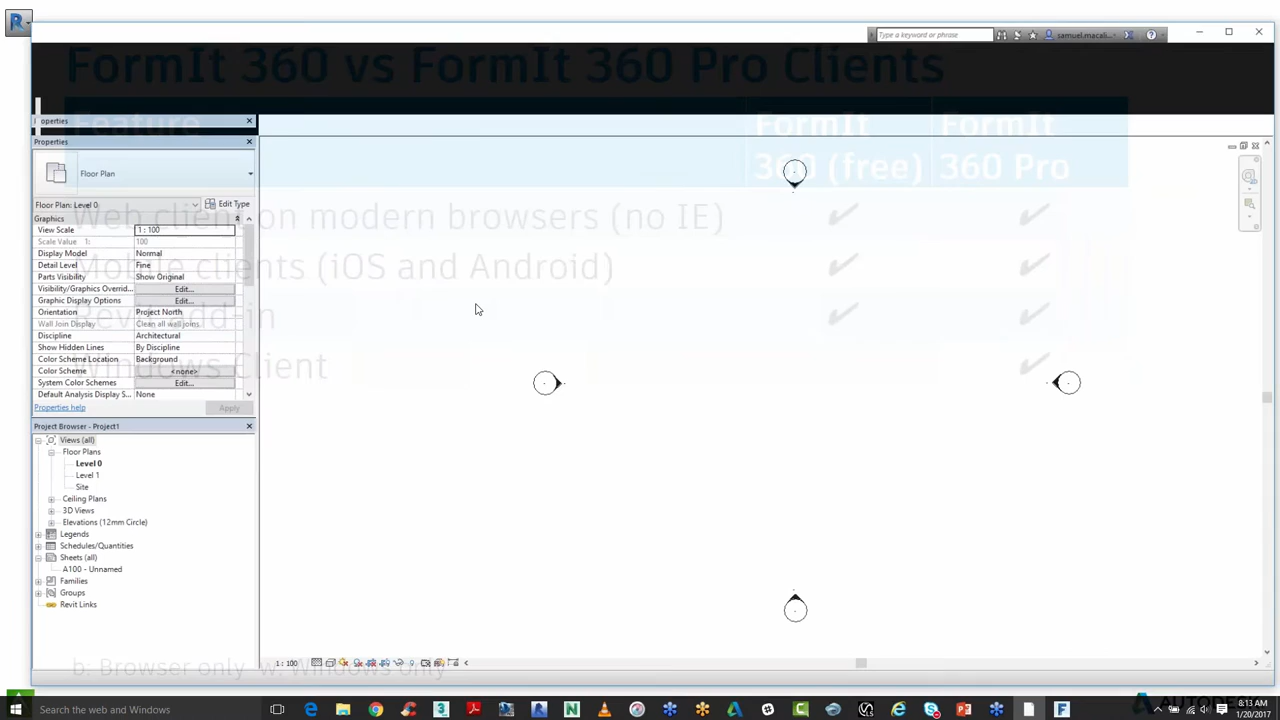 Type a keyword or phrase
samuel.macali...
FormIt 360 vs FormIt 360 Pro Clients
Properties
Feature
FormIt 360 (free)
FormIt 360 Pro
Properties
Floor Plan
Floor Plan: Level 0
Edit Type
Graphics
View Scale 1 : 100
Scale Value 1: 100
Display Model Normal
Detail Level Fine
Parts Visibility Show Original
Visibility/Graphics Overrid... Edit...
Graphic Display Options Edit...
Orientation Project North
Wall Join Display Clean all wall joins
Discipline Architectural
Show Hidden Lines By Discipline
Color Scheme Location Background
Color Scheme <none>
System Color Schemes Edit...
Default Analysis Display S... None
Properties help
Apply
Web client on modern browsers (no IE)
Mobile clients (iOS and Android)
Revit add-in
Windows Client
Project Browser - Project1
Views (all)
Floor Plans
Level 0
Level 1
Site
Ceiling Plans
3D Views
Elevations (12mm Circle)
Legends
Schedules/Quantities
Sheets (all)
A100 - Unnamed
Families
Groups
Revit Links
1 : 100
b: Browser only w: Windows only
Search the web and Windows
8:13 AM
1/20/2017